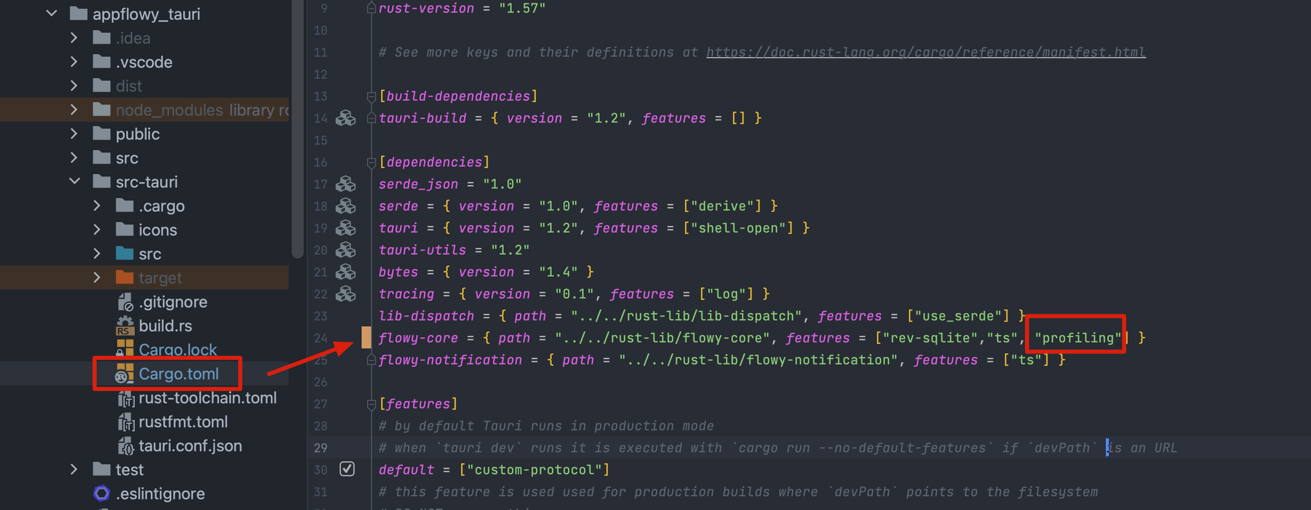 appflowy_tauri
.idea
.vscode
dist
node_modules library ro
public
src
src-tauri
.cargo
icons
src
target
.gitignore
build.rs
Cargo.lock
Cargo.toml
rust-toolchain.toml
rustfmt.toml
tauri.conf.json
test
.eslintignore
9 rust-version = "1.57"
10
11 # See more keys and their definitions at https://doc.rust-lang.org/cargo/reference/manifest.html
12
13 [build-dependencies]
14 tauri-build = { version = "1.2", features = [] }
15
16 [dependencies]
17 serde_json = "1.0"
18 serde = { version = "1.0", features = ["derive"] }
19 tauri = { version = "1.2", features = ["shell-open"] }
20 tauri-utils = "1.2"
21 bytes = { version = "1.4" }
22 tracing = { version = "0.1", features = ["log"] }
23 lib-dispatch = { path = "../../rust-lib/lib-dispatch", features = ["use_serde"] }
24 flowy-core = { path = "../../rust-lib/flowy-core", features = ["rev-sqlite","ts", "profiling"] }
25 flowy-notification = { path = "../../rust-lib/flowy-notification", features = ["ts"] }
26
27 [features]
28 # by default Tauri runs in production mode
29 # when `tauri dev` runs it is executed with `cargo run --no-default-features` if `devPath` is an URL
30 default = ["custom-protocol"]
31 # this feature is used used for production builds where `devPath` points to the filesystem